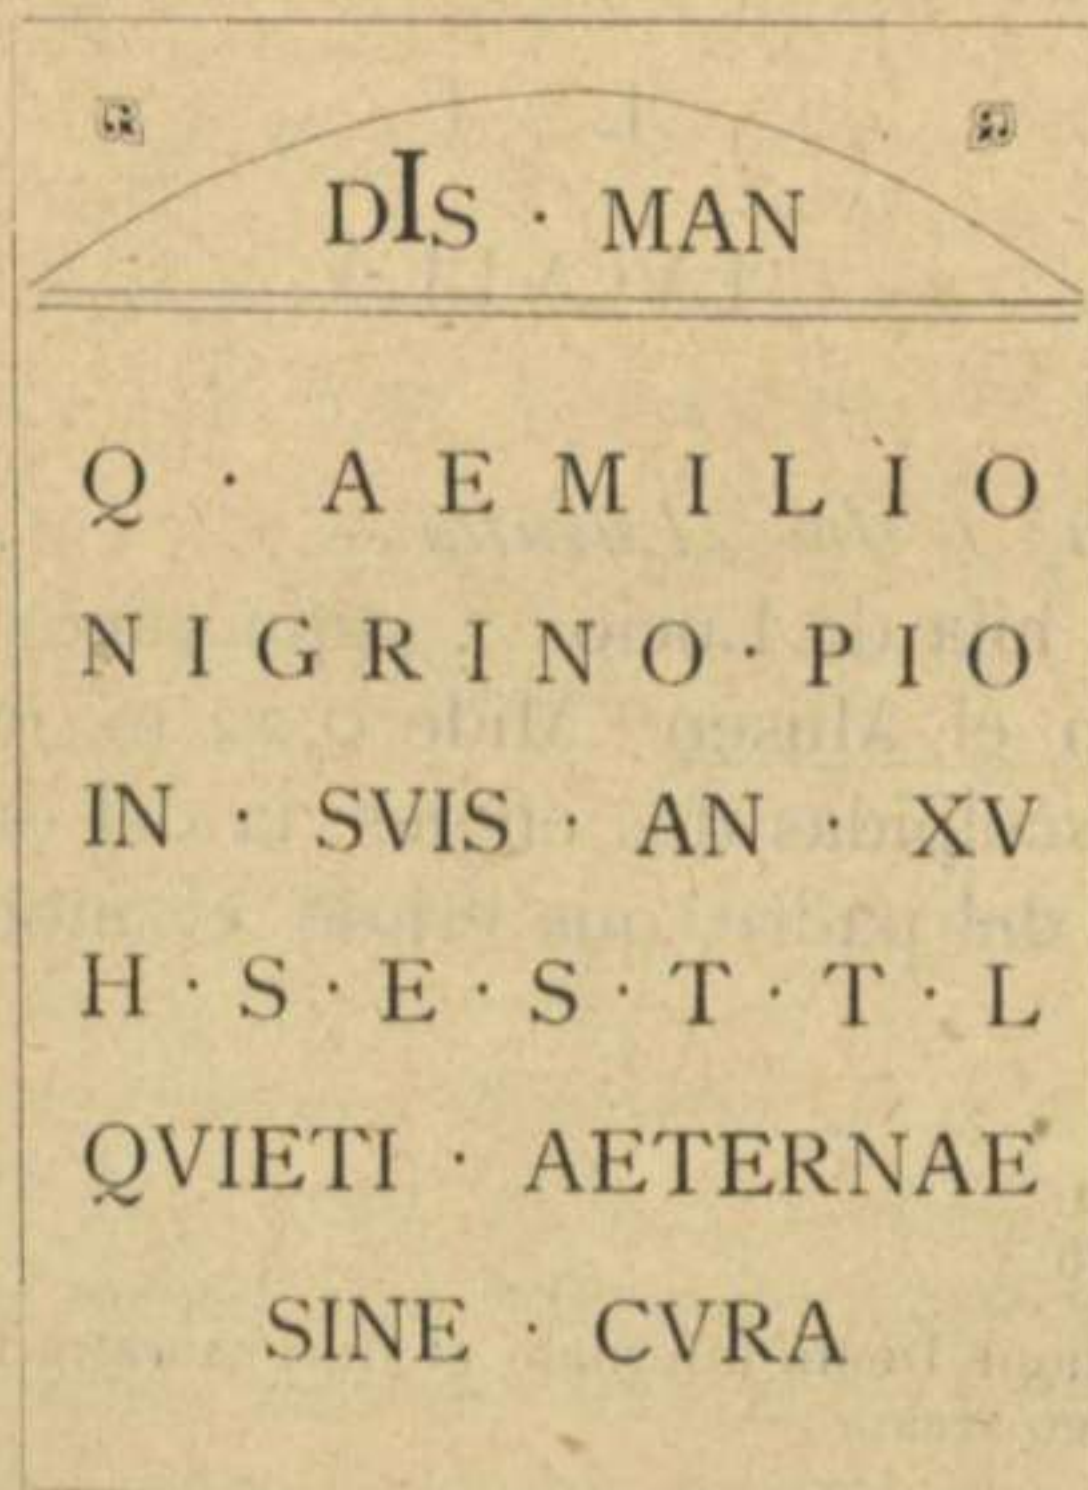 DIS · MAN
Q · AEMILIO
NIGRINO · PIO
IN · SVIS · AN · XV
H · S · E · S · T · T · L
QVIETI · AETERNAE
SINE · CVRA